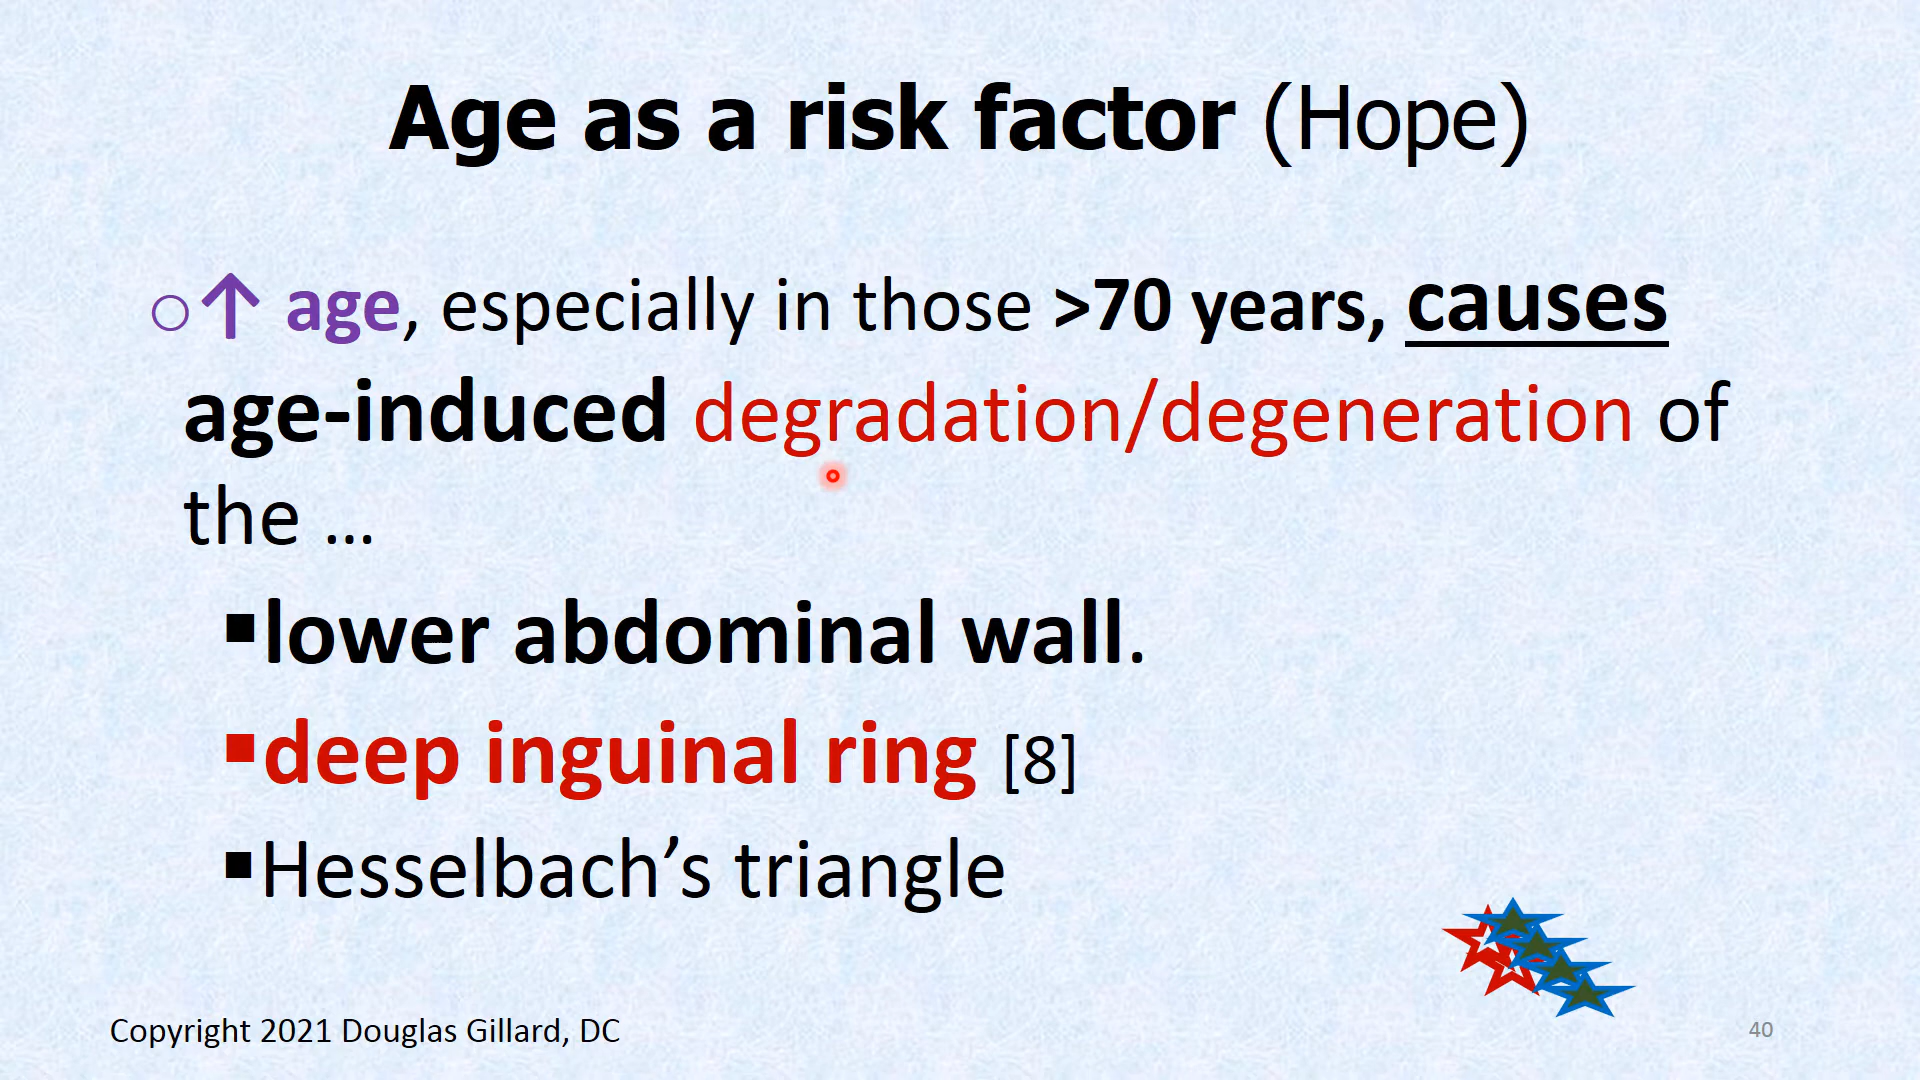 Age as a risk factor (Hope)
○↑ age, especially in those >70 years, causes
age-induced degradation/degeneration of
the …
▪lower abdominal wall.
▪deep inguinal ring [8]
▪Hesselbach’s triangle
Copyright 2021 Douglas Gillard, DC
40